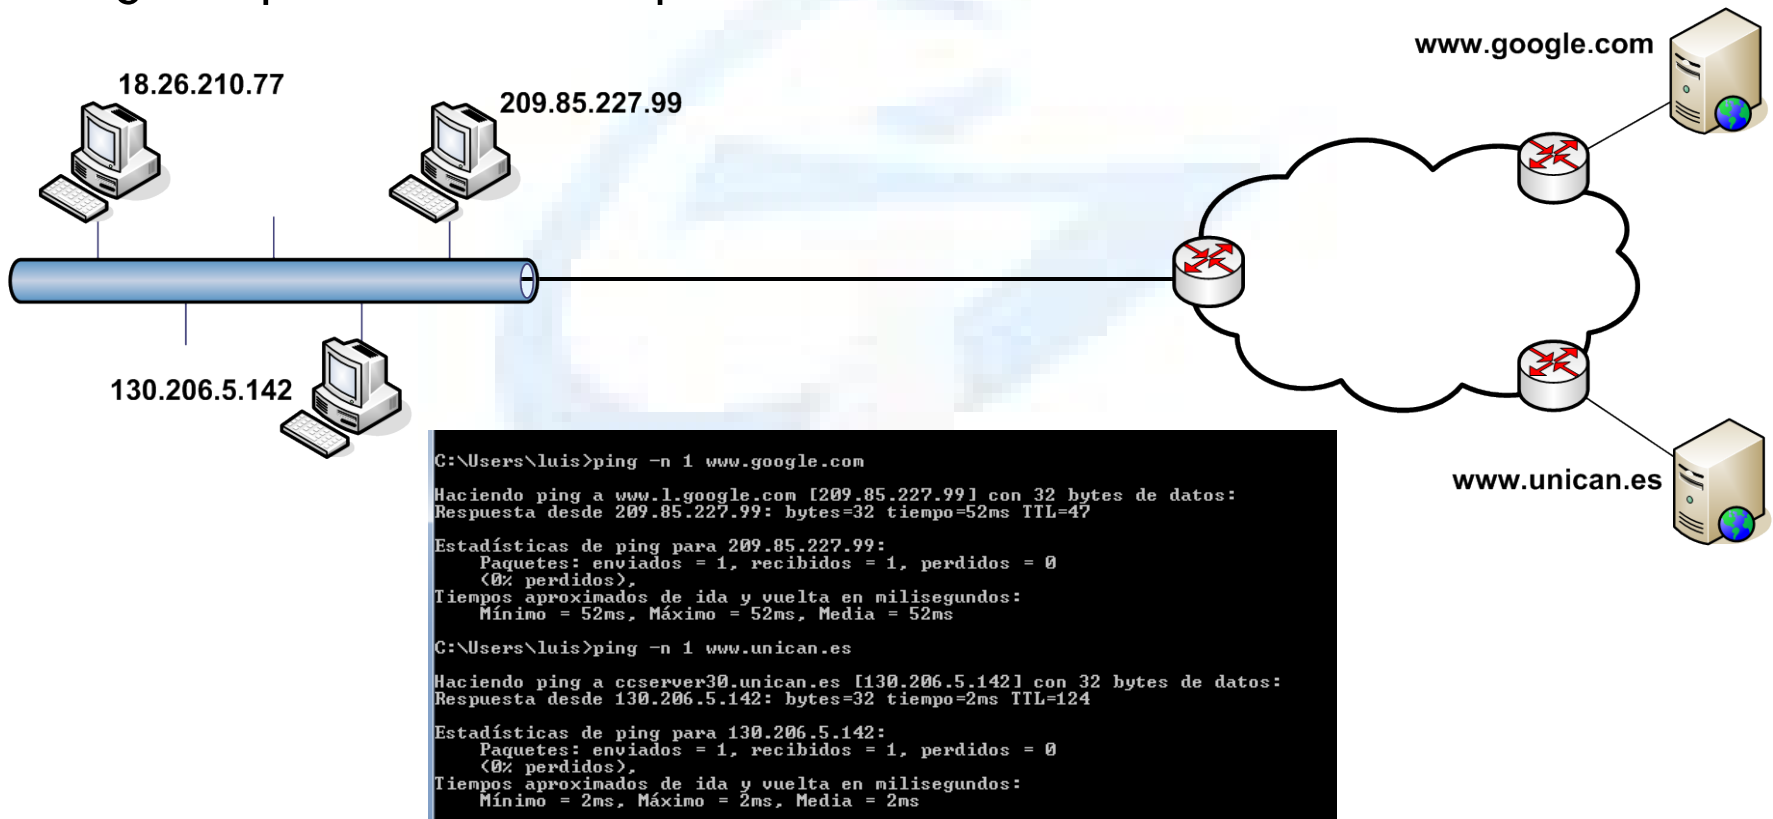 www.google.com
18.26.210.77
209.85.227.99
130.206.5.142
www.unican.es
C:\Users\luis>ping -n 1 www.google.com
Haciendo ping a www.l.google.com [209.85.227.99] con 32 bytes de datos:
Respuesta desde 209.85.227.99: bytes=32 tiempo=52ms TTL=47
Estadísticas de ping para 209.85.227.99:
Paquetes: enviados = 1, recibidos = 1, perdidos = 0
(0% perdidos),
Tiempos aproximados de ida y vuelta en milisegundos:
Mínimo = 52ms, Máximo = 52ms, Media = 52ms
C:\Users\luis>ping -n 1 www.unican.es
Haciendo ping a ccserver30.unican.es [130.206.5.142] con 32 bytes de datos:
Respuesta desde 130.206.5.142: bytes=32 tiempo=2ms TTL=124
Estadísticas de ping para 130.206.5.142:
Paquetes: enviados = 1, recibidos = 1, perdidos = 0
(0% perdidos),
Tiempos aproximados de ida y vuelta en milisegundos:
Mínimo = 2ms, Máximo = 2ms, Media = 2ms